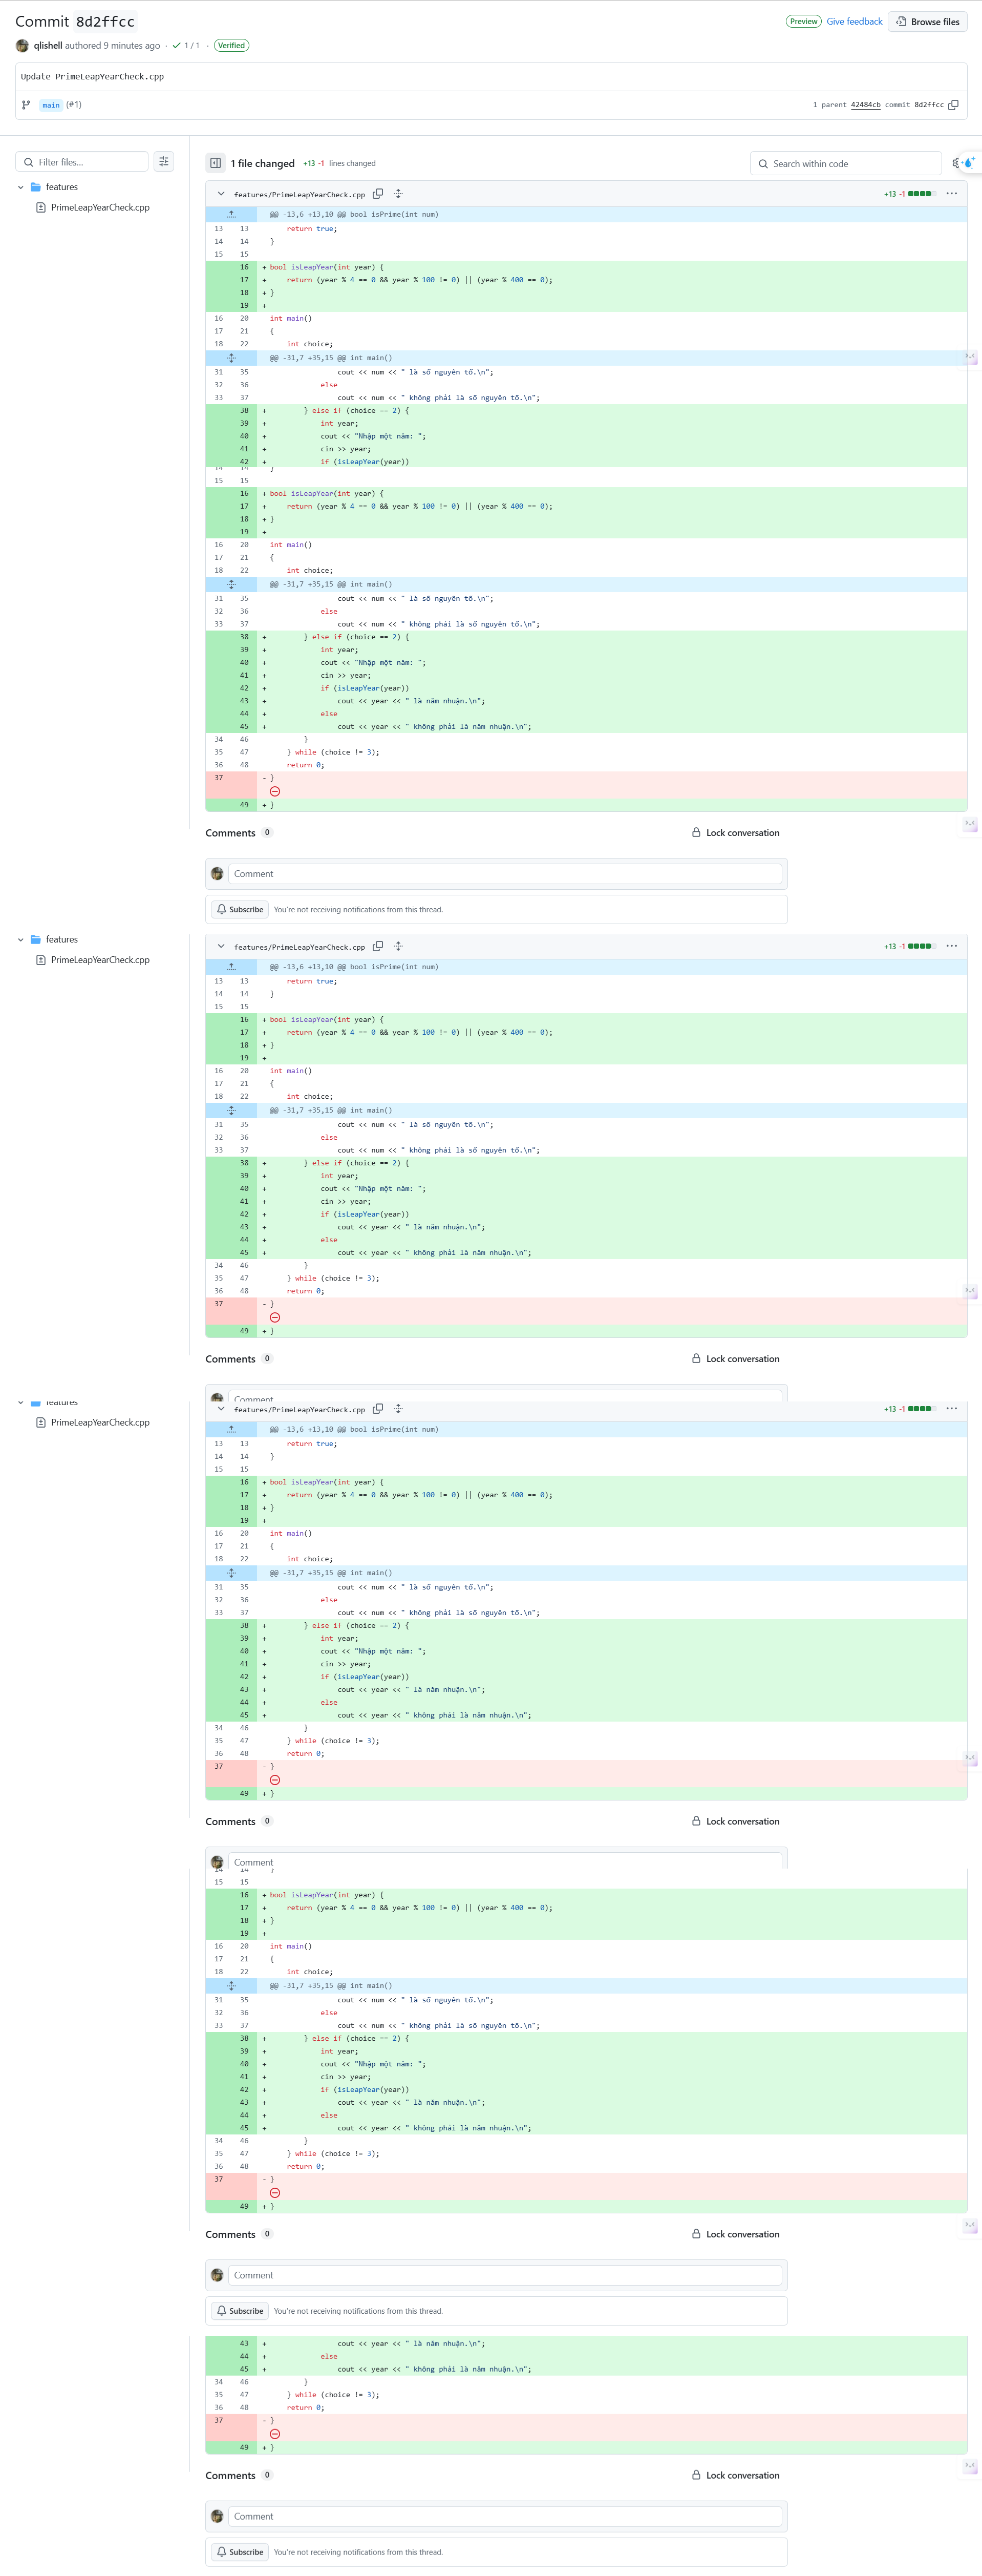 Commit 8d2ffcc
Preview Give feedback Browse files
qlishell authored 9 minutes ago · 1 / 1 · Verified
Update PrimeLeapYearCheck.cpp
main (#1)
1 parent 42484cb commit 8d2ffcc
Filter files...
1 file changed +13 -1 lines changed
Search within code
features
PrimeLeapYearCheck.cpp
features/PrimeLeapYearCheck.cpp
+13 -1
@@ -13,6 +13,10 @@ bool isPrime(int num)
13 13 return true;
14 14 }
15 15
16 + bool isLeapYear(int year) {
17 + return (year % 4 == 0 && year % 100 != 0) || (year % 400 == 0);
18 + }
19 +
16 20 int main()
17 21 {
18 22 int choice;
@@ -31,7 +35,15 @@ int main()
31 35 cout << num << " là số nguyên tố.\n";
32 36 else
33 37 cout << num << " không phải là số nguyên tố.\n";
38 + } else if (choice == 2) {
39 + int year;
40 + cout << "Nhập một năm: ";
41 + cin >> year;
42 + if (isLeapYear(year))
14 14 }
15 15
16 + bool isLeapYear(int year) {
17 + return (year % 4 == 0 && year % 100 != 0) || (year % 400 == 0);
18 + }
19 +
16 20 int main()
17 21 {
18 22 int choice;
@@ -31,7 +35,15 @@ int main()
31 35 cout << num << " là số nguyên tố.\n";
32 36 else
33 37 cout << num << " không phải là số nguyên tố.\n";
38 + } else if (choice == 2) {
39 + int year;
40 + cout << "Nhập một năm: ";
41 + cin >> year;
42 + if (isLeapYear(year))
43 + cout << year << " là năm nhuận.\n";
44 + else
45 + cout << year << " không phải là năm nhuận.\n";
34 46 }
35 47 } while (choice != 3);
36 48 return 0;
37 - }
49 + }
Comments 0
Lock conversation
Comment
Subscribe You're not receiving notifications from this thread.
features
PrimeLeapYearCheck.cpp
features/PrimeLeapYearCheck.cpp
+13 -1
@@ -13,6 +13,10 @@ bool isPrime(int num)
13 13 return true;
14 14 }
15 15
16 + bool isLeapYear(int year) {
17 + return (year % 4 == 0 && year % 100 != 0) || (year % 400 == 0);
18 + }
19 +
16 20 int main()
17 21 {
18 22 int choice;
@@ -31,7 +35,15 @@ int main()
31 35 cout << num << " là số nguyên tố.\n";
32 36 else
33 37 cout << num << " không phải là số nguyên tố.\n";
38 + } else if (choice == 2) {
39 + int year;
40 + cout << "Nhập một năm: ";
41 + cin >> year;
42 + if (isLeapYear(year))
43 + cout << year << " là năm nhuận.\n";
44 + else
45 + cout << year << " không phải là năm nhuận.\n";
34 46 }
35 47 } while (choice != 3);
36 48 return 0;
37 - }
49 + }
Comments 0
Lock conversation
Comment
features
PrimeLeapYearCheck.cpp
features/PrimeLeapYearCheck.cpp
+13 -1
@@ -13,6 +13,10 @@ bool isPrime(int num)
13 13 return true;
14 14 }
15 15
16 + bool isLeapYear(int year) {
17 + return (year % 4 == 0 && year % 100 != 0) || (year % 400 == 0);
18 + }
19 +
16 20 int main()
17 21 {
18 22 int choice;
@@ -31,7 +35,15 @@ int main()
31 35 cout << num << " là số nguyên tố.\n";
32 36 else
33 37 cout << num << " không phải là số nguyên tố.\n";
38 + } else if (choice == 2) {
39 + int year;
40 + cout << "Nhập một năm: ";
41 + cin >> year;
42 + if (isLeapYear(year))
43 + cout << year << " là năm nhuận.\n";
44 + else
45 + cout << year << " không phải là năm nhuận.\n";
34 46 }
35 47 } while (choice != 3);
36 48 return 0;
37 - }
49 + }
Comments 0
Lock conversation
Comment
14 14 }
15 15
16 + bool isLeapYear(int year) {
17 + return (year % 4 == 0 && year % 100 != 0) || (year % 400 == 0);
18 + }
19 +
16 20 int main()
17 21 {
18 22 int choice;
@@ -31,7 +35,15 @@ int main()
31 35 cout << num << " là số nguyên tố.\n";
32 36 else
33 37 cout << num << " không phải là số nguyên tố.\n";
38 + } else if (choice == 2) {
39 + int year;
40 + cout << "Nhập một năm: ";
41 + cin >> year;
42 + if (isLeapYear(year))
43 + cout << year << " là năm nhuận.\n";
44 + else
45 + cout << year << " không phải là năm nhuận.\n";
34 46 }
35 47 } while (choice != 3);
36 48 return 0;
37 - }
49 + }
Comments 0
Lock conversation
Comment
Subscribe You're not receiving notifications from this thread.
43 + cout << year << " là năm nhuận.\n";
44 + else
45 + cout << year << " không phải là năm nhuận.\n";
34 46 }
35 47 } while (choice != 3);
36 48 return 0;
37 - }
49 + }
Comments 0
Lock conversation
Comment
Subscribe You're not receiving notifications from this thread.